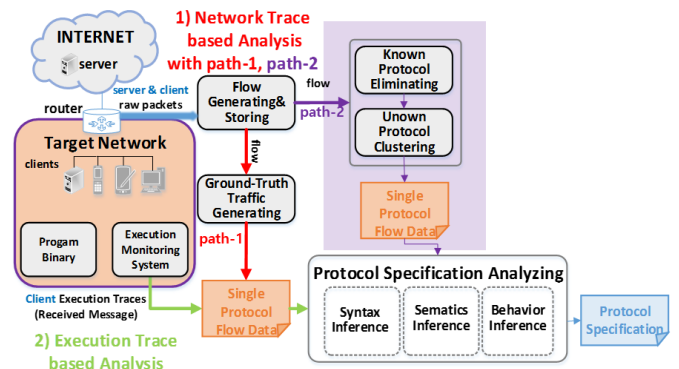 INTERNET
server
1) Network Trace
based Analysis
with path-1, path-2
server & client
raw packets
router
Flow
Generating&
Storing
flow
path-2
Known
Protocol
Eliminating
Unown
Protocol
Clustering
Target Network
clients
flow
Ground-Truth
Traffic
Generating
path-1
Single
Protocol
Flow Data
Progam
Binary
Execution
Monitoring
System
Client Execution Traces
(Received Message)
Single
Protocol
Flow Data
Protocol Specification Analyzing
Syntax
Inference
Sematics
Inference
Behavior
Inference
Protocol
Specification
2) Execution Trace
based Analysis